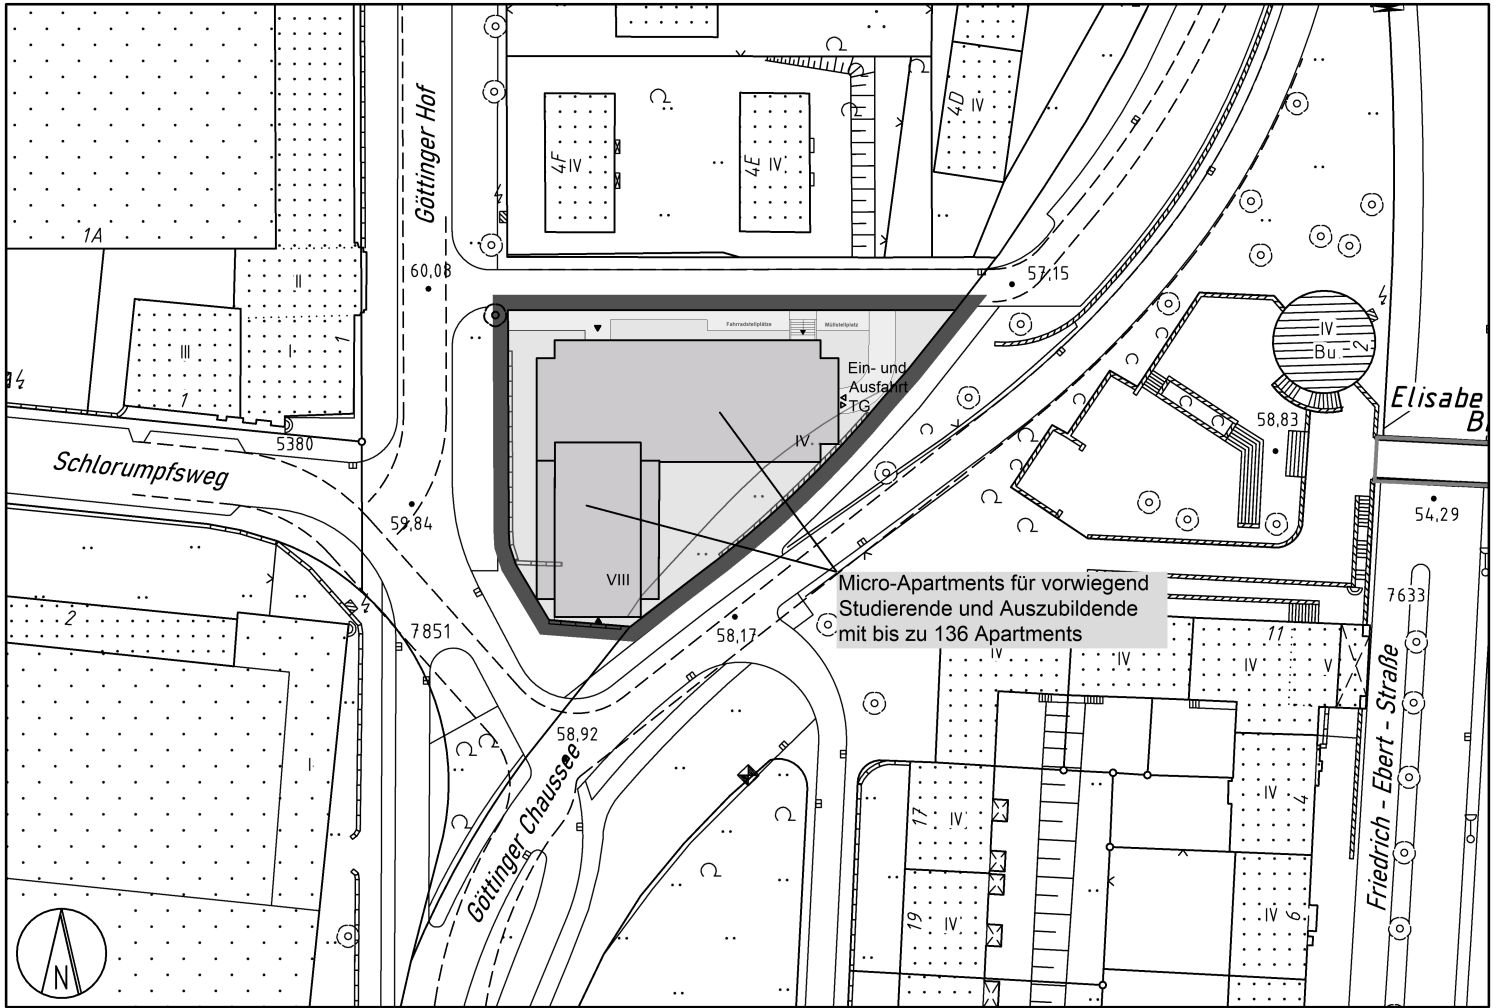 Göttinger Hof
4F
IV
4E
IV
4D
IV
1A
60,08
57,15
II
III
I
1
1
Fahrradstellplätze
Müllstellplatz
IV
Bu.
2
Ein- und
Ausfahrt
TG
Elisabe
B
5380
58,83
IV
Schlorumpfsweg
59,84
54,29
VIII
Micro-Apartments für vorwiegend
Studierende und Auszubildende
mit bis zu 136 Apartments
7633
2
7851
58,17
11
IV
IV
IV
V
58,92
Göttinger Chaussee
Friedrich - Ebert - Straße
I
17
IV
IV
4
19
IV
IV
6
N